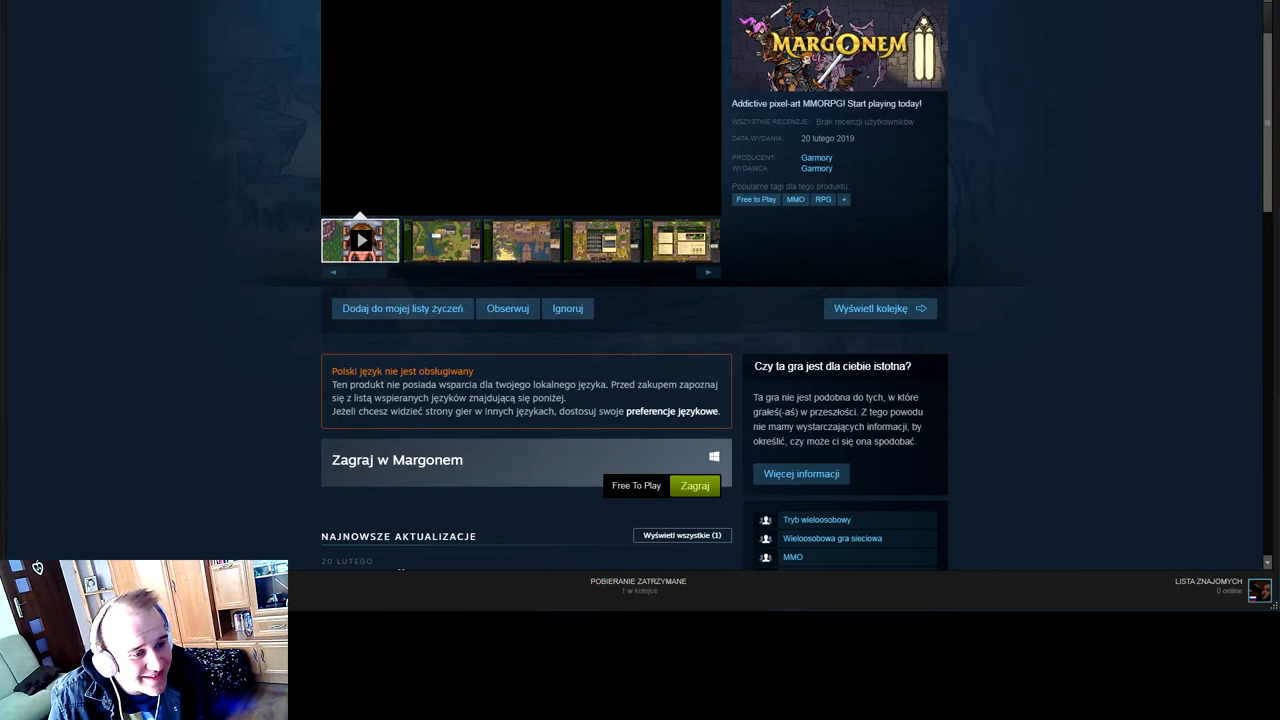 MARGONEM
Addictive pixel-art MMORPG! Start playing today!
WSZYSTKIE RECENZJE: Brak recenzji użytkowników
DATA WYDANIA: 20 lutego 2019
PRODUCENT: Garmory
WYDAWCA: Garmory
Popularne tagi dla tego produktu:
Free to Play MMO RPG +
Dodaj do mojej listy życzeń Obserwuj Ignoruj Wyświetl kolejkę
Polski język nie jest obsługiwany
Ten produkt nie posiada wsparcia dla twojego lokalnego języka. Przed zakupem zapoznaj
się z listą wspieranych języków znajdującą się poniżej.
Jeżeli chcesz widzieć strony gier w innych językach, dostosuj swoje preferencje językowe.
Zagraj w Margonem
Free To Play Zagraj
NAJNOWSZE AKTUALIZACJE Wyświetl wszystkie (1)
20 LUTEGO
Czy ta gra jest dla ciebie istotna?
Ta gra nie jest podobna do tych, w które
grałeś(-aś) w przeszłości. Z tego powodu
nie mamy wystarczających informacji, by
określić, czy może ci się ona spodobać.
Więcej informacji
Tryb wieloosobowy
Wieloosobowa gra sieciowa
MMO
POBIERANIE ZATRZYMANE
1 w kolejce
LISTA ZNAJOMYCH
0 online